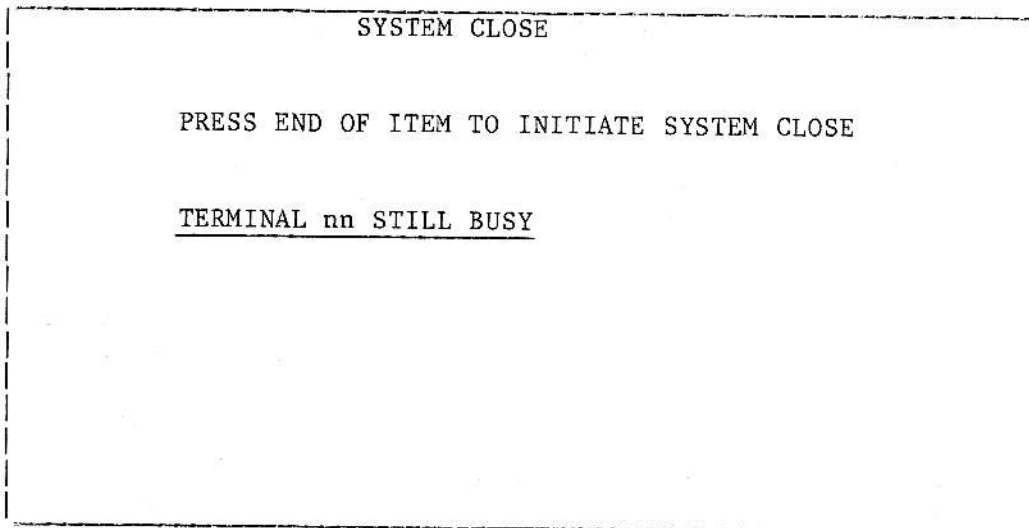 SYSTEM CLOSE
PRESS END OF ITEM TO INITIATE SYSTEM CLOSE
TERMINAL nn STILL BUSY